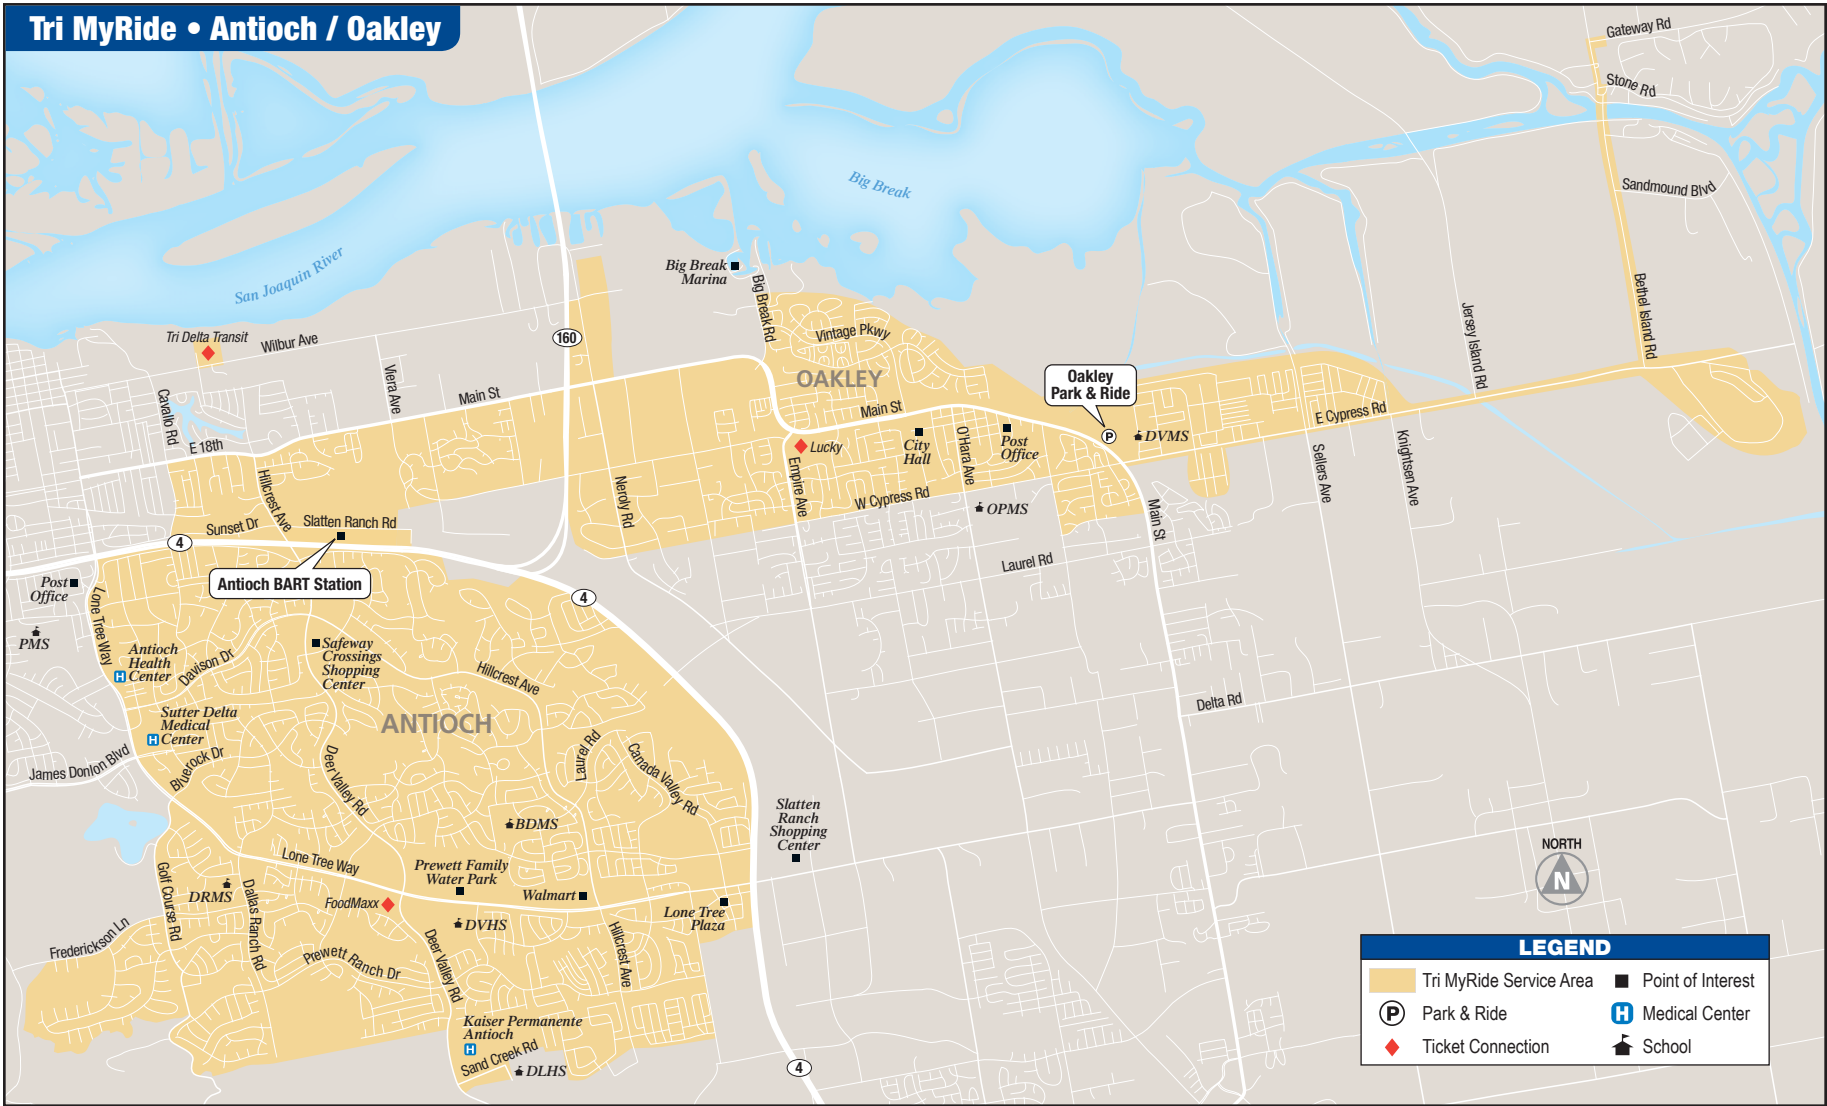 Tri MyRide • Antioch / Oakley
Gateway Rd
Stone Rd
Sandmound Blvd
Bethel Island Rd
Jersey Island Rd
Big Break
San Joaquin River
Big Break
Marina
Big Break Rd
Vintage Pkwy
OAKLEY
160
Tri Delta Transit
Wilbur Ave
Viera Ave
Cavallo Rd
Main St
E 18th
Hillcrest Ave
Sunset Dr
Slatten Ranch Rd
4
Antioch BART Station
Neroly Rd
Main St
Lucky
Empire Ave
City
Hall
O'Hara Ave
Post
Office
W Cypress Rd
OPMS
Oakley
Park & Ride
P
DVMS
E Cypress Rd
Sellers Ave
Knightsen Ave
Main St
Laurel Rd
Delta Rd
Post
Office
PMS
Lone Tree Way
H
Antioch
Health
Center
Davison Dr
Safeway
Crossings
Shopping
Center
Hillcrest Ave
4
ANTIOCH
Sutter Delta
Medical
H Center
James Donlon Blvd
Bluerock Dr
Deer Valley Rd
Laurel Rd
Canada Valley Rd
BDMS
Slatten
Ranch
Shopping
Center
Lone Tree Way
Prewett Family
Water Park
Walmart
Lone Tree
Plaza
Golf Course Rd
DRMS
Dallas Ranch Rd
FoodMaxx
DVHS
Deer Valley Rd
Hillcrest Ave
Frederickson Ln
Prewett Ranch Dr
Kaiser Permanente
Antioch
H
Sand Creek Rd
DLHS
4
NORTH
N
LEGEND
Tri MyRide Service Area
Point of Interest
P Park & Ride
H Medical Center
Ticket Connection
School